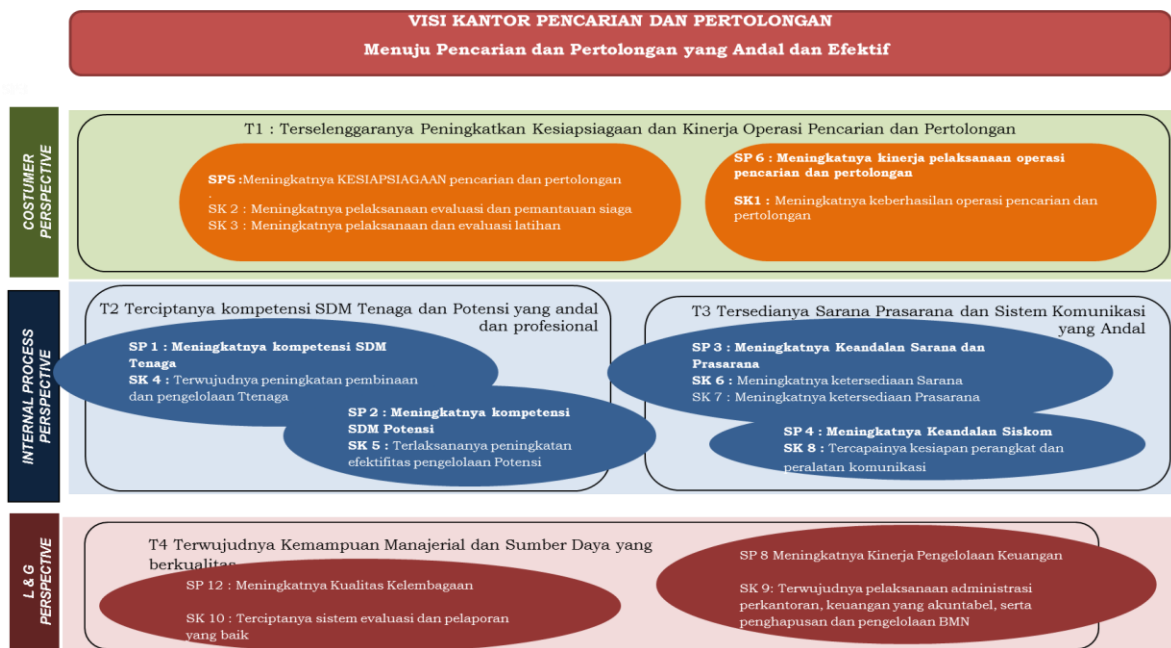 VISI KANTOR PENCARIAN DAN PERTOLONGAN
Menuju Pencarian dan Pertolongan yang Andal dan Efektif
COSTUMER
PERSPECTIVE
T1 : Terselenggaranya Peningkatkan Kesiapsiagaan dan Kinerja Operasi Pencarian dan Pertolongan
SP5 :Meningkatnya KESIAPSIAGAAN pencarian dan pertolongan
.
SK 2 : Meningkatnya pelaksanaan evaluasi dan pemantauan siaga
SK 3 : Meningkatnya pelaksanaan dan evaluasi latihan
SP 6 : Meningkatnya kinerja pelaksanaan operasi
pencarian dan pertolongan
SK1 : Meningkatnya keberhasilan operasi pencarian dan
pertolongan
INTERNAL PROCESS
PERSPECTIVE
T2 Terciptanya kompetensi SDM Tenaga dan Potensi yang andal
dan profesional
SP 1 : Meningkatnya kompetensi SDM
Tenaga
SK 4 : Terwujudnya peningkatan pembinaan
dan pengelolaan Ttenaga
SP 2 : Meningkatnya kompetensi
SDM Potensi
SK 5 : Terlaksananya peningkatan
efektifitas pengelolaan Potensi
T3 Tersedianya Sarana Prasarana dan Sistem Komunikasi
yang Andal
SP 3 : Meningkatnya Keandalan Sarana dan
Prasarana
SK 6 : Meningkatnya ketersediaan Sarana
SK 7 : Meningkatnya ketersediaan Prasarana
SP 4 : Meningkatnya Keandalan Siskom
SK 8 : Tercapainya kesiapan perangkat dan
peralatan komunikasi
L & G
PERSPECTIVE
T4 Terwujudnya Kemampuan Manajerial dan Sumber Daya yang
berkualitas
SP 12 : Meningkatnya Kualitas Kelembagaan
SK 10 : Terciptanya sistem evaluasi dan pelaporan
yang baik
SP 8 Meningkatnya Kinerja Pengelolaan Keuangan
SK 9: Terwujudnya pelaksanaan administrasi
perkantoran, keuangan yang akuntabel, serta
penghapusan dan pengelolaan BMN